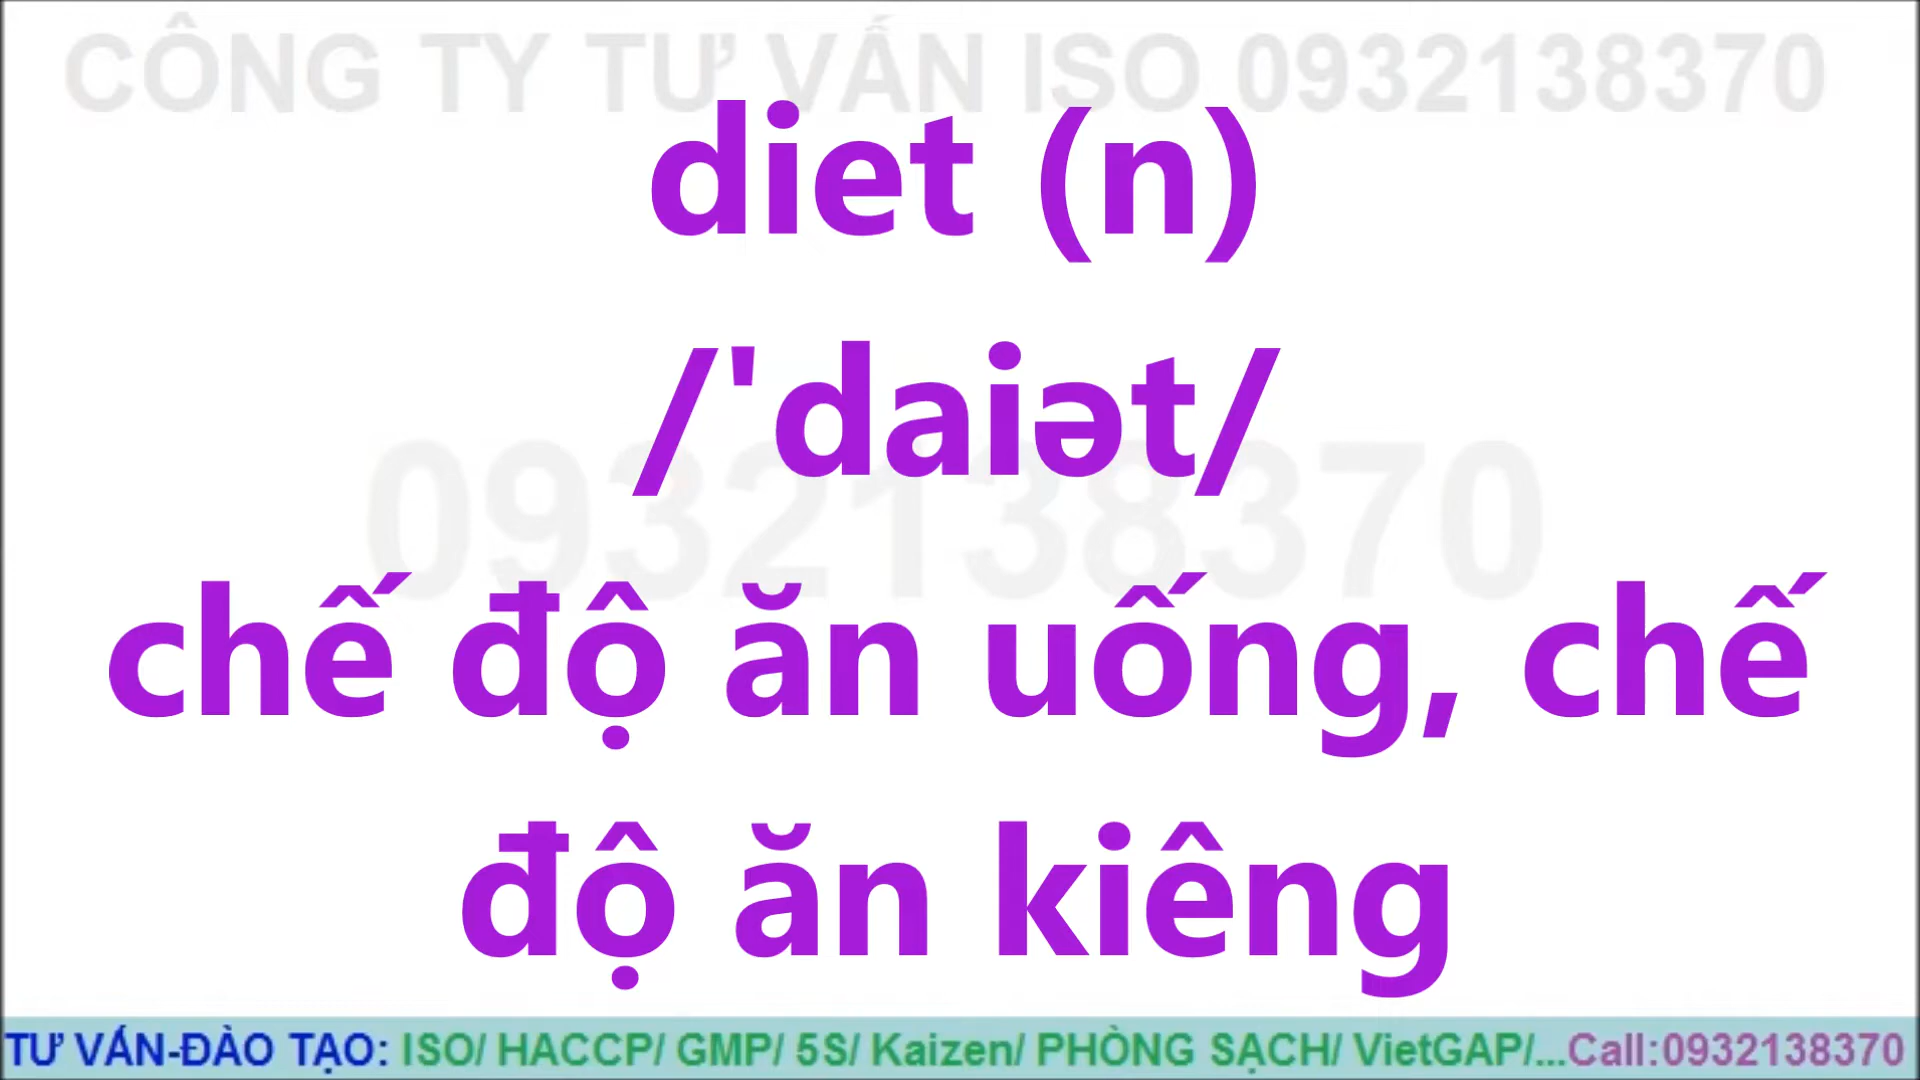 CÔNG TY TƯ VẤN ISO 0932138370
diet (n)
/'daiət/
0932138370
chế độ ăn uống, chế
độ ăn kiêng
TƯ VẤN-ĐÀO TẠO: ISO/ HACCP/ GMP/ 5S/ Kaizen/ PHÒNG SẠCH/ VietGAP/...Call:0932138370